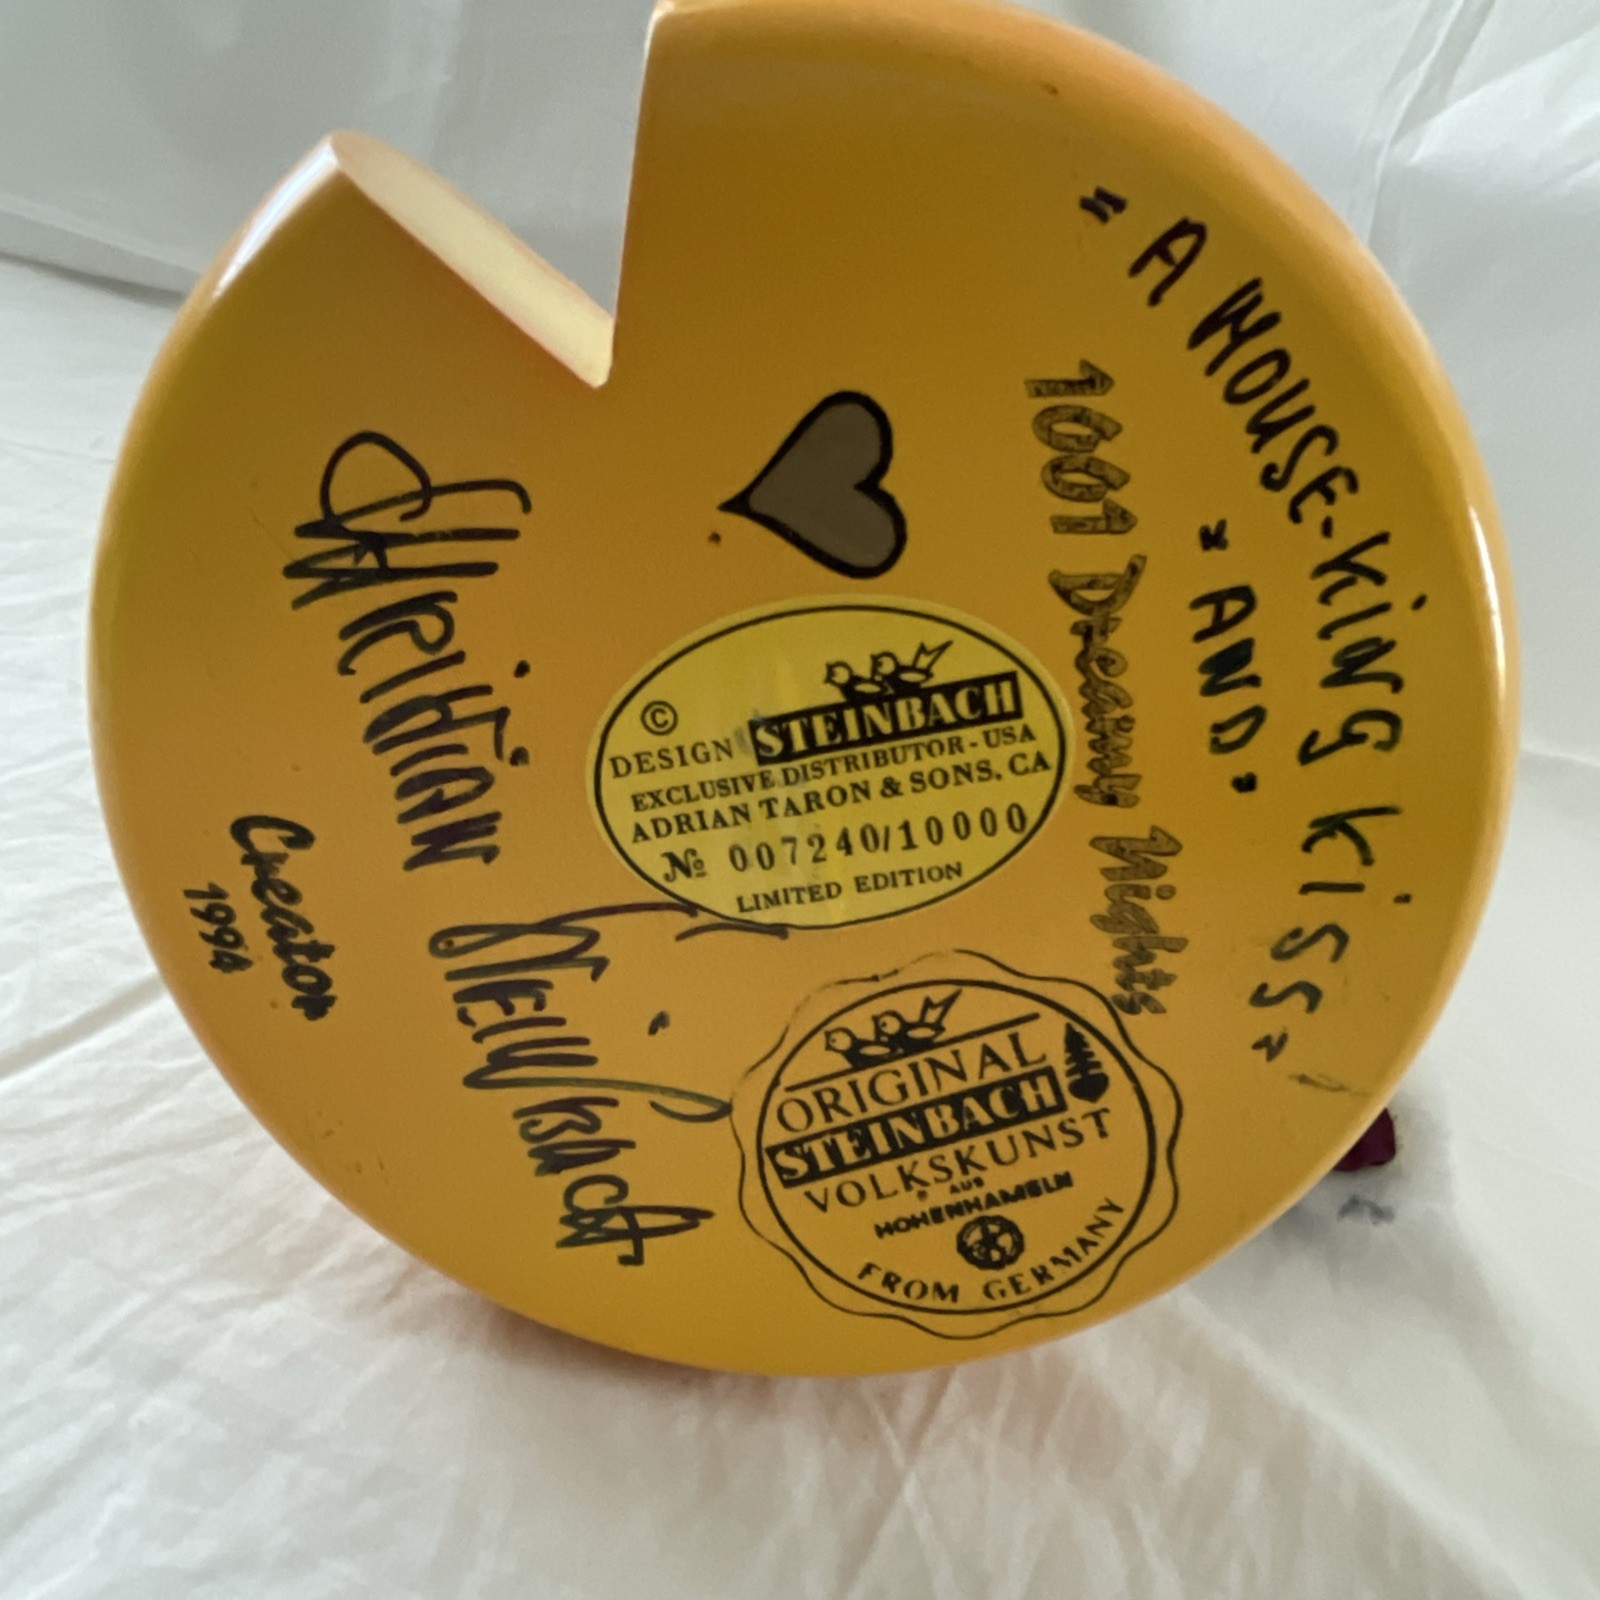 "A MOUSE-KING KISS"
"AND"
1001 Dreamy Nights
© DESIGN STEINBACH
EXCLUSIVE DISTRIBUTOR - USA
ADRIAN TARON & SONS, CA
№ 007240/10000
LIMITED EDITION
ORIGINAL
STEINBACH
VOLKSKUNST
AUS
HOHENHAMELN
FROM GERMANY
Steinbach
Creator
1994